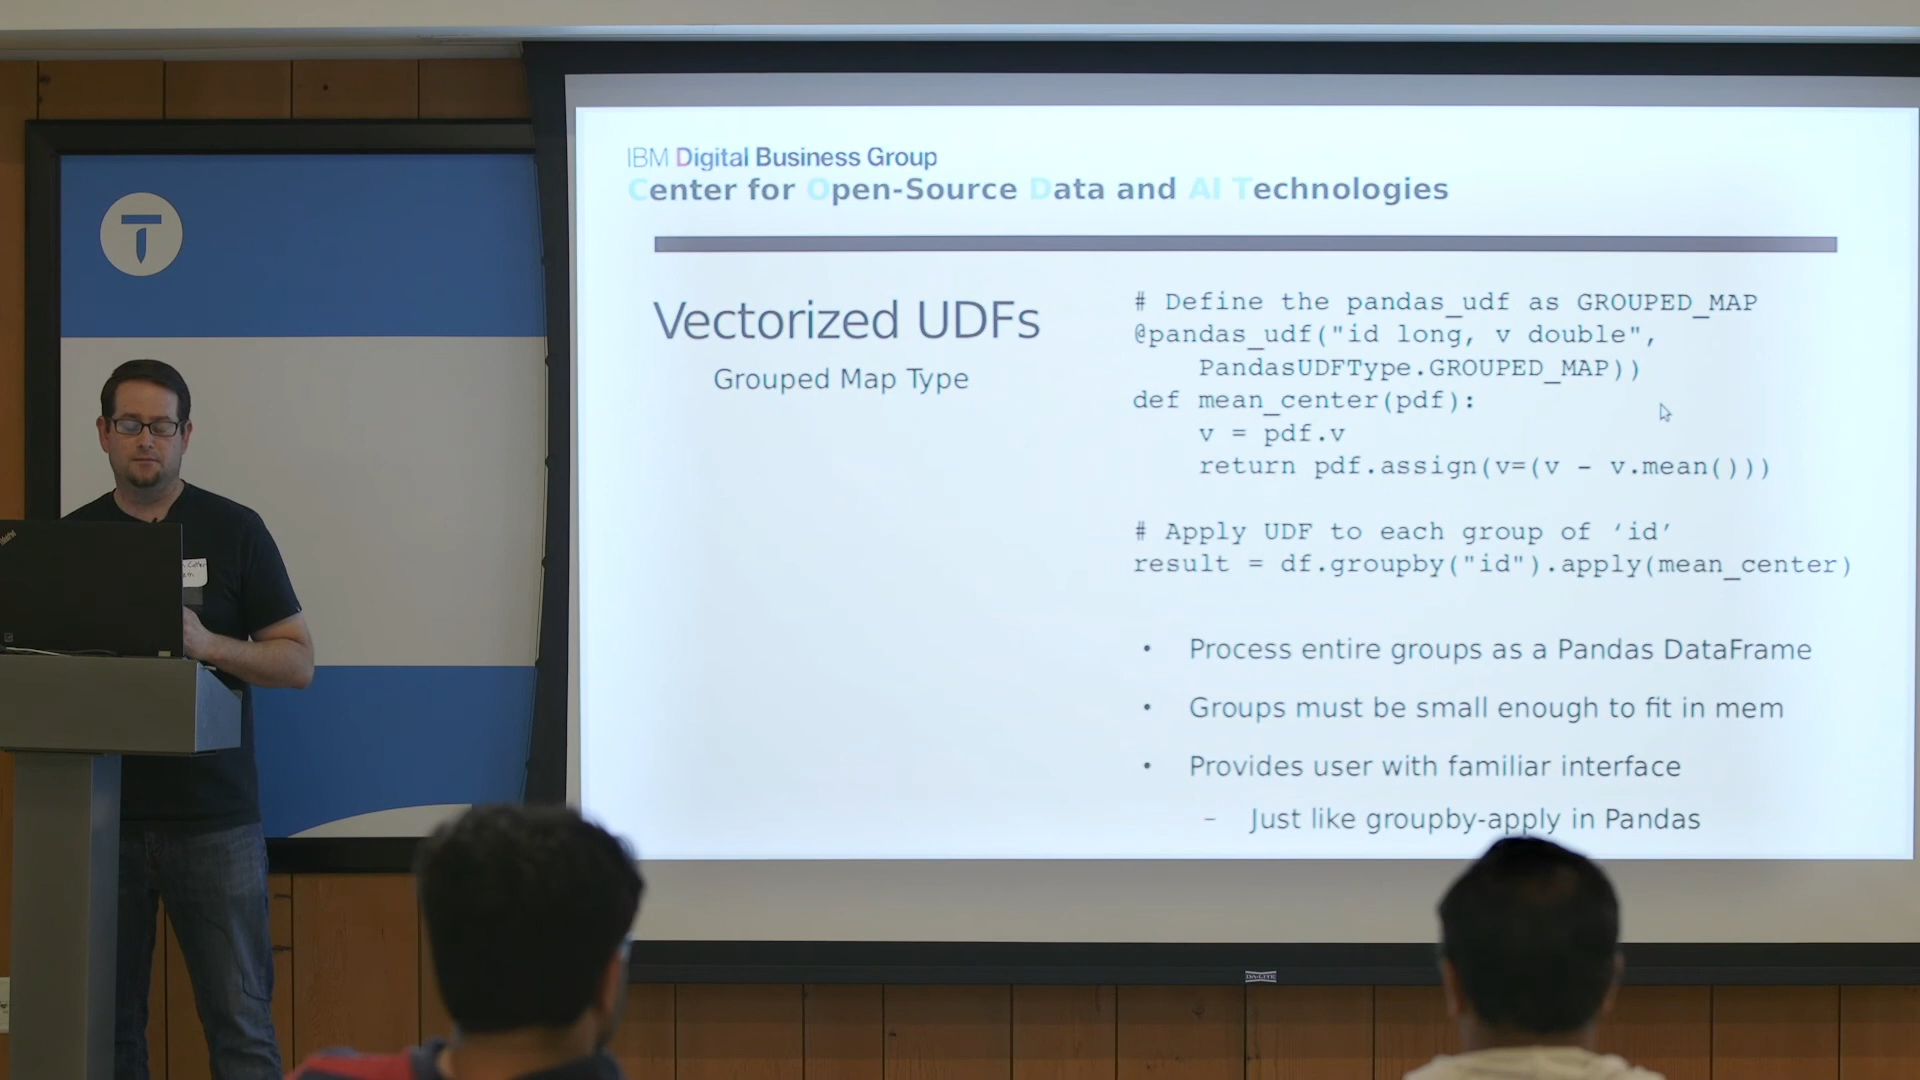 IBM Digital Business Group
Center for Open-Source Data and AI Technologies
Vectorized UDFs
Grouped Map Type
# Define the pandas_udf as GROUPED_MAP
@pandas_udf("id long, v double",
PandasUDFType.GROUPED_MAP))
def mean_center(pdf):
v = pdf.v
return pdf.assign(v=(v - v.mean()))
# Apply UDF to each group of ‘id’
result = df.groupby("id").apply(mean_center)
• Process entire groups as a Pandas DataFrame
• Groups must be small enough to fit in mem
• Provides user with familiar interface
– Just like groupby-apply in Pandas
DA-LITE